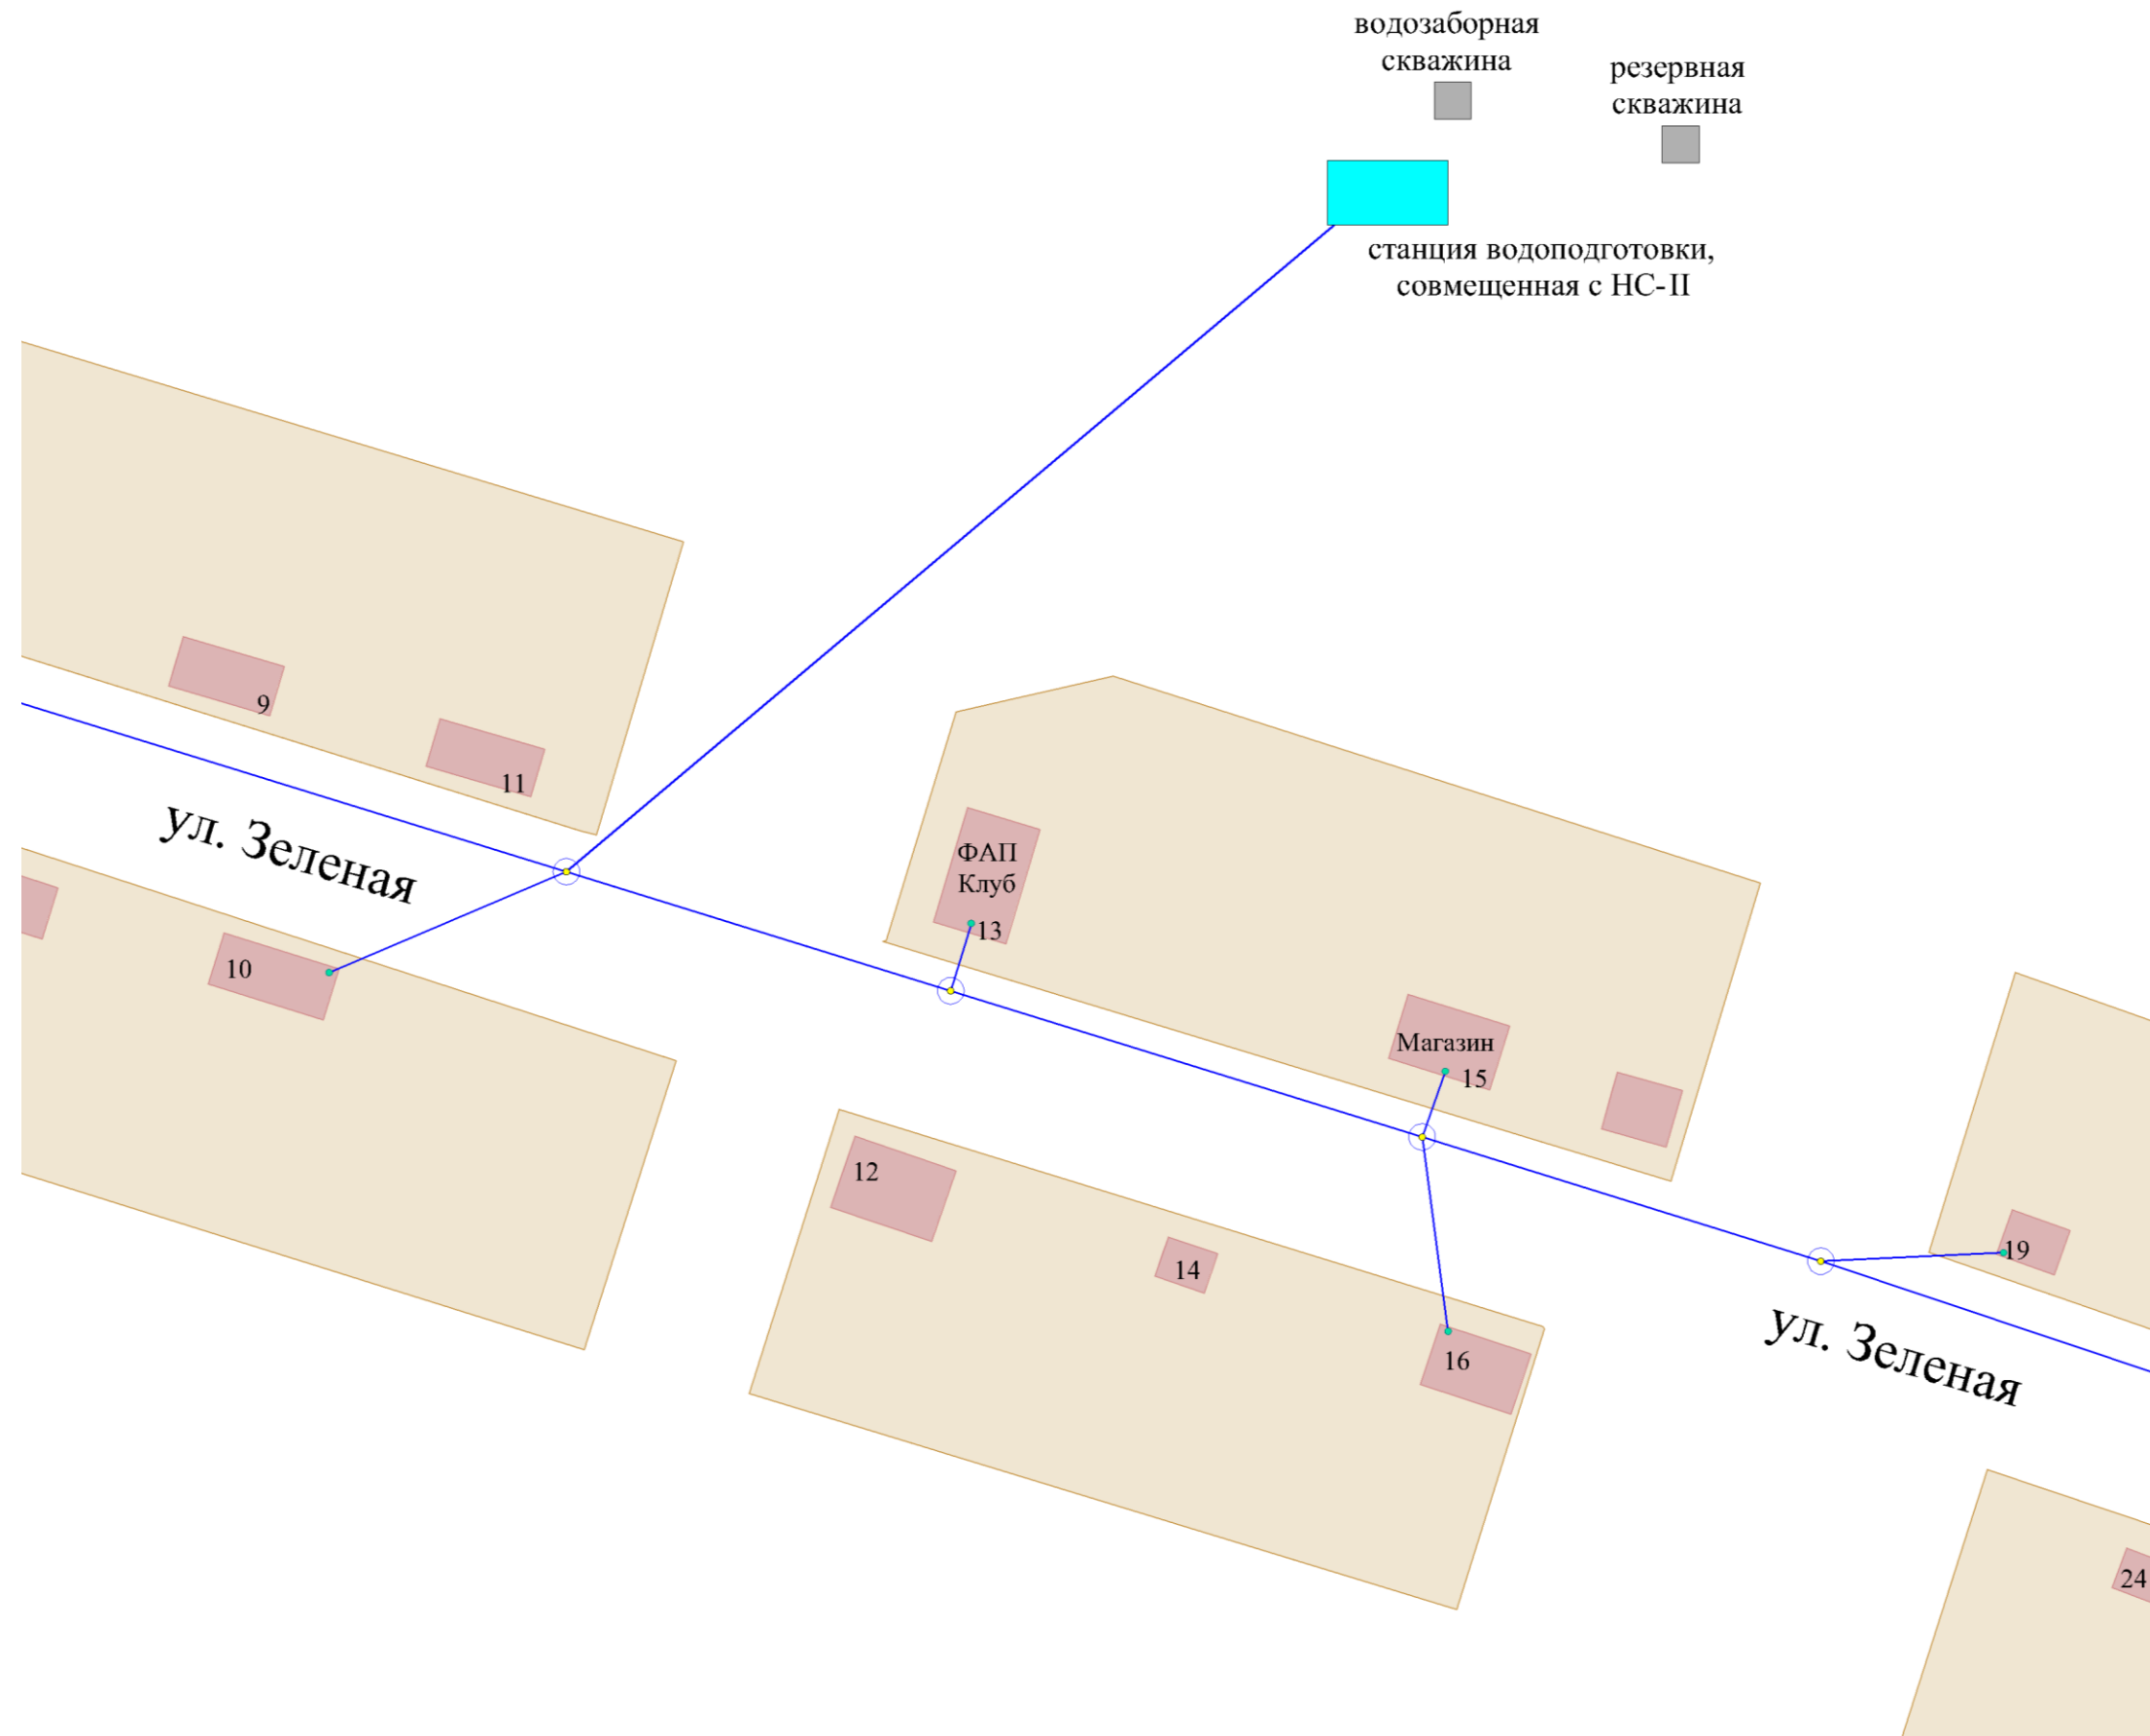 водозаборная
скважина
резервная
скважина
станция водоподготовки,
совмещенная с НС-II
9
11
ул. Зеленая
ФАП
Клуб
13
10
Магазин
15
12
14
19
16
ул. Зеленая
24